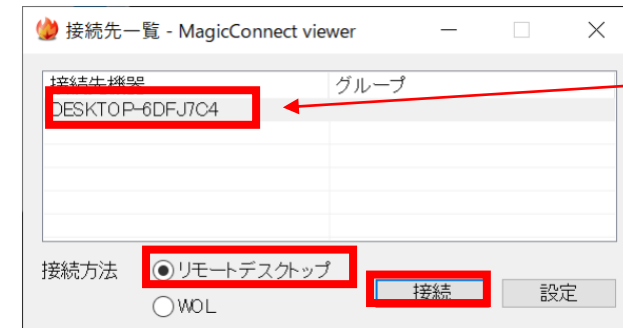 接続先一覧 - MagicConnect viewer
接続先機器 グループ
DESKTOP-6DFJ7C4
接続方法 リモートデスクトップ
WOL
接続 設定